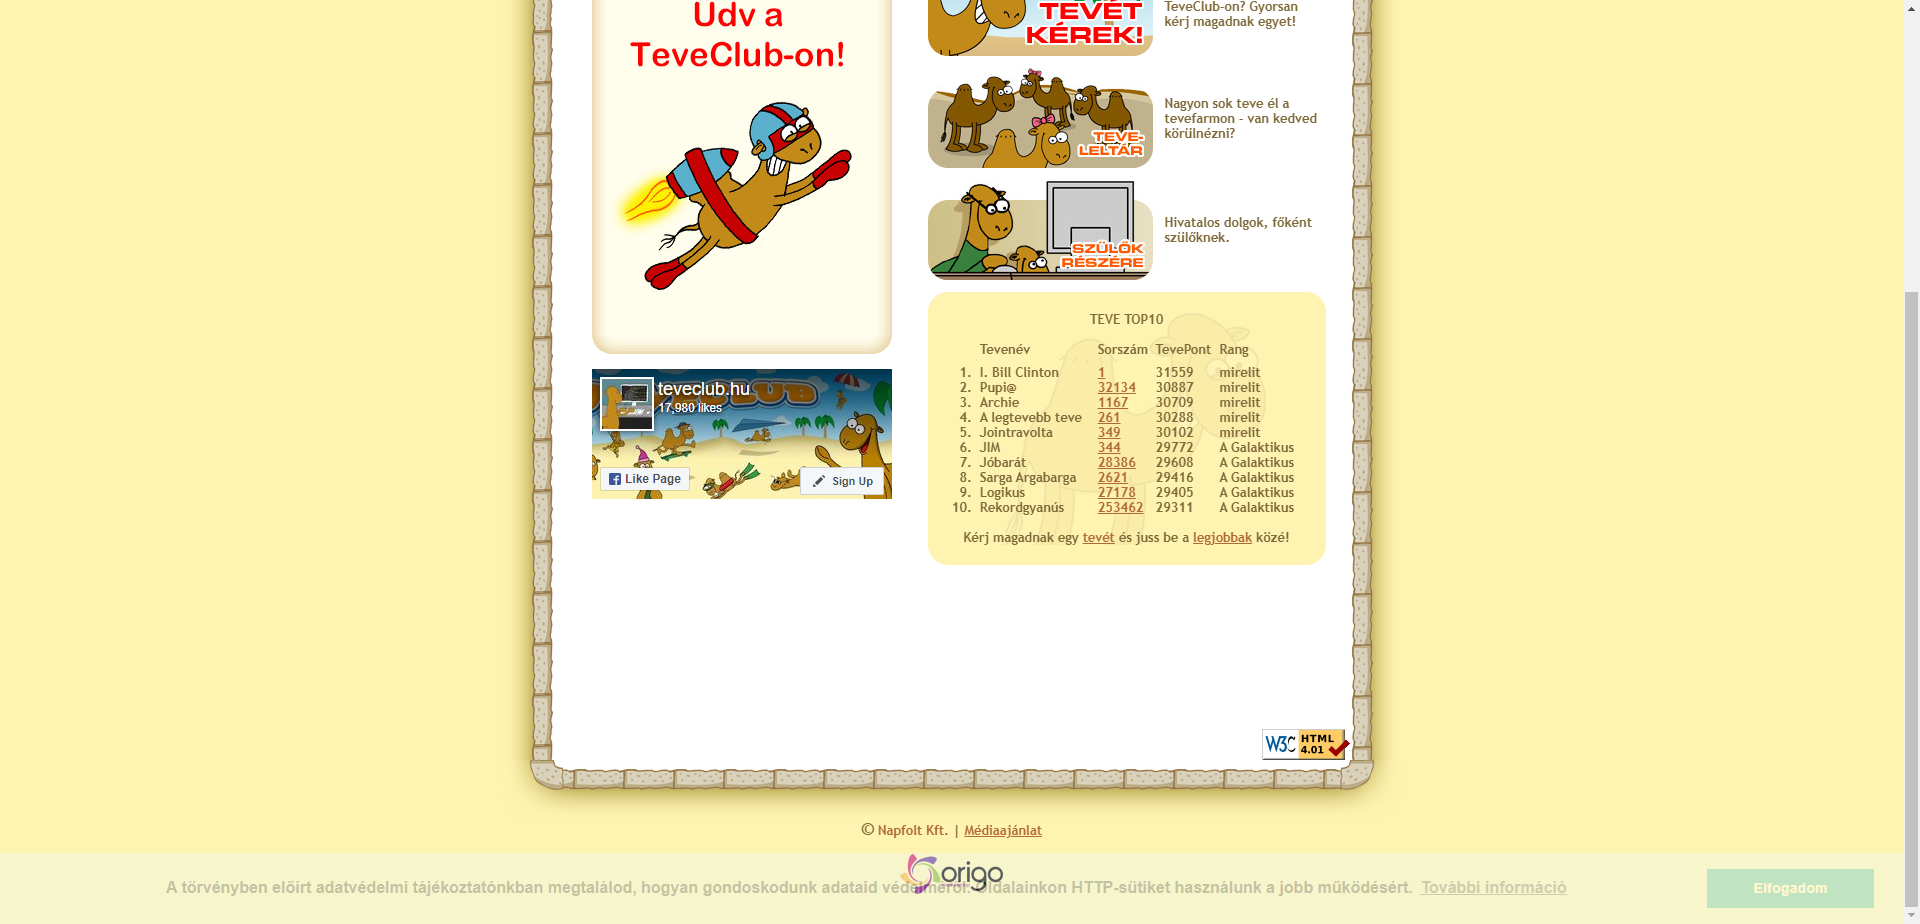 Üdv a
TeveClub-on!
TEVÉT
KÉREK!
TeveClub-on? Gyorsan
kérj magadnak egyet!
TEVE-
LELTÁR
Nagyon sok teve él a
tevefarmon - van kedved
körülnézni?
SZÜLŐK
RÉSZÉRE
Hivatalos dolgok, főként
szülőknek.
teveclub.hu
17,980 likes
Like Page
Sign Up
TEVE TOP10
Tevenév Sorszám TevePont Rang
1. I. Bill Clinton 1 31559 mirelit
2. Pupi@ 32134 30887 mirelit
3. Archie 1167 30709 mirelit
4. A legtevebb teve 261 30288 mirelit
5. Jointravolta 349 30102 mirelit
6. JIM 344 29772 A Galaktikus
7. Jóbarát 28386 29608 A Galaktikus
8. Sarga Argabarga 2621 29416 A Galaktikus
9. Logikus 27178 29405 A Galaktikus
10. Rekordgyanús 253462 29311 A Galaktikus
Kérj magadnak egy tevét és juss be a legjobbak közé!
W3C HTML
4.01
© Napfolt Kft. | Médiaajánlat
origo
A törvényben előírt adatvédelmi tájékoztatónkban megtalálod, hogyan gondoskodunk adataid védelméről. Oldalainkon HTTP-sütiket használunk a jobb működésért. További információ
Elfogadom